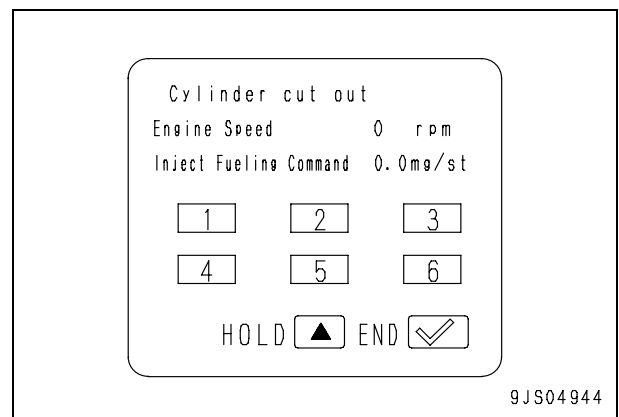 Cylinder cut out
Engine Speed 0 rpm
Inject Fueling Command 0.0mg/st
1 2 3
4 5 6
HOLD ▲ END ✓
9JS04944